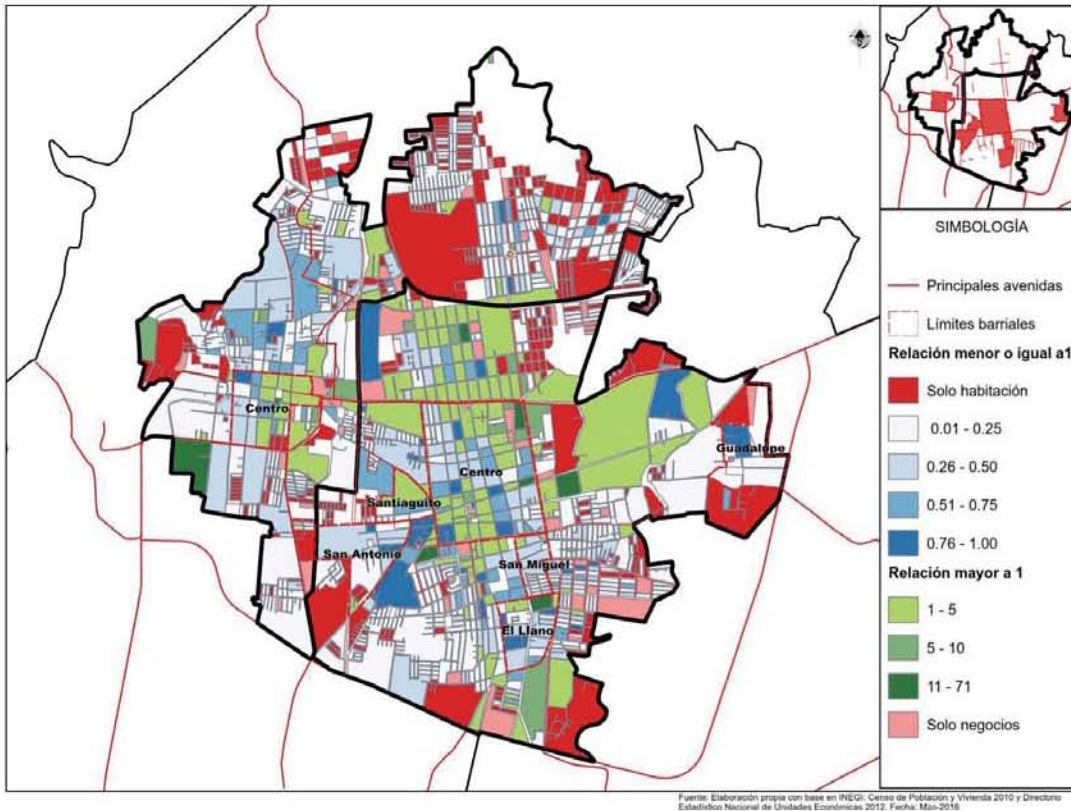 SIMBOLOGÍA
Principales avenidas
Límites barriales
Relación menor o igual a1
Solo habitación
0.01 - 0.25
0.26 - 0.50
0.51 - 0.75
0.76 - 1.00
Relación mayor a 1
1 - 5
5 - 10
11 - 71
Solo negocios
Centro
Centro
Guadalope
Santiaguito
San Antonio
San Miguel
El Llano
Fuente: Elaboración propia con base en INEGI: Censo de Población y Vivienda 2010 y Directorio
Estadístico Nacional de Unidades Económicas 2012. Fecha: Mzo-2016